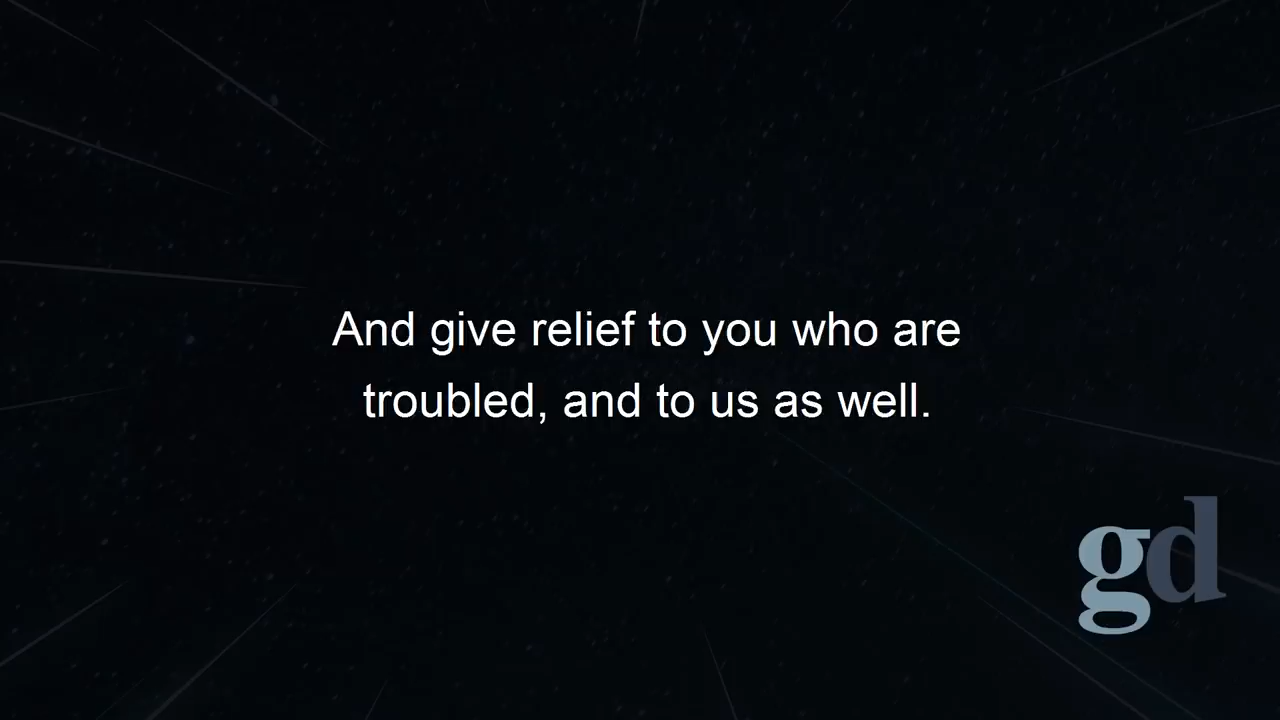 And give relief to you who are
troubled, and to us as well.
gd